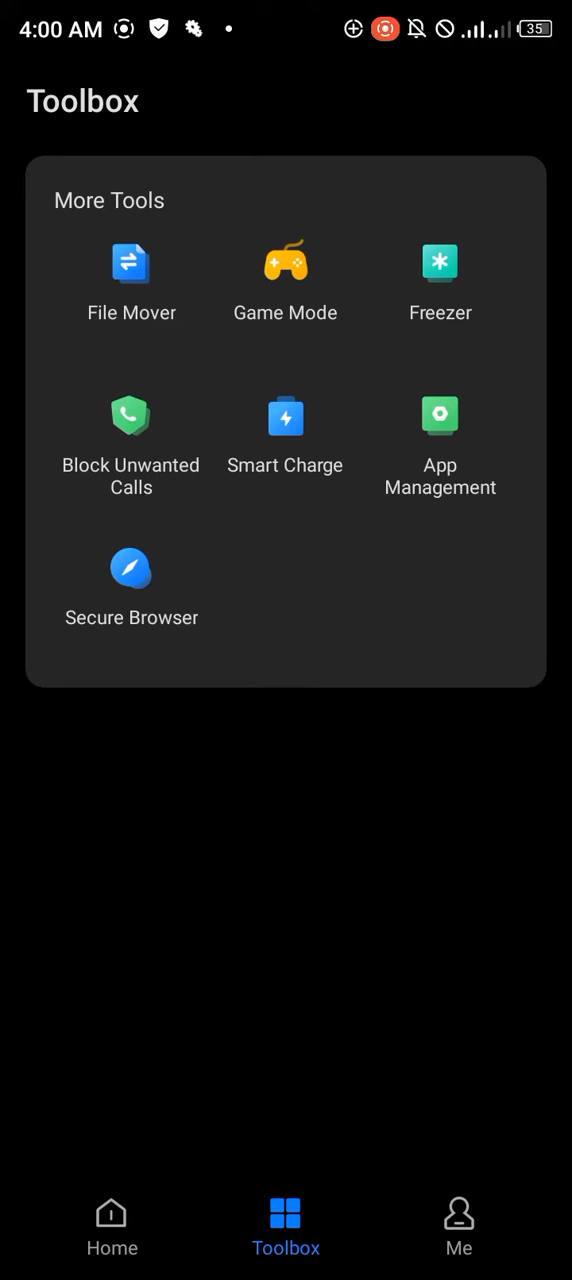 4:00 AM
35
Toolbox
More Tools
File Mover
Game Mode
Freezer
Block Unwanted
Calls
Smart Charge
App
Management
Secure Browser
Home
Toolbox
Me